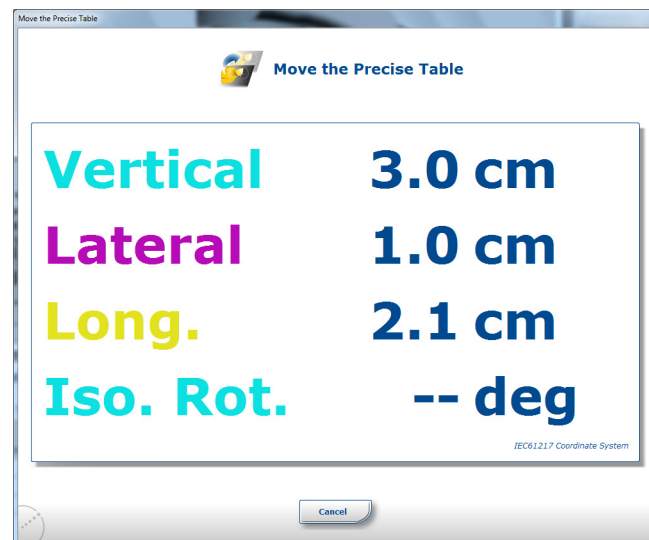 Move the Precise Table
Move the Precise Table
Vertical 3.0 cm
Lateral 1.0 cm
Long. 2.1 cm
Iso. Rot. -- deg
IEC61217 Coordinate System
Cancel